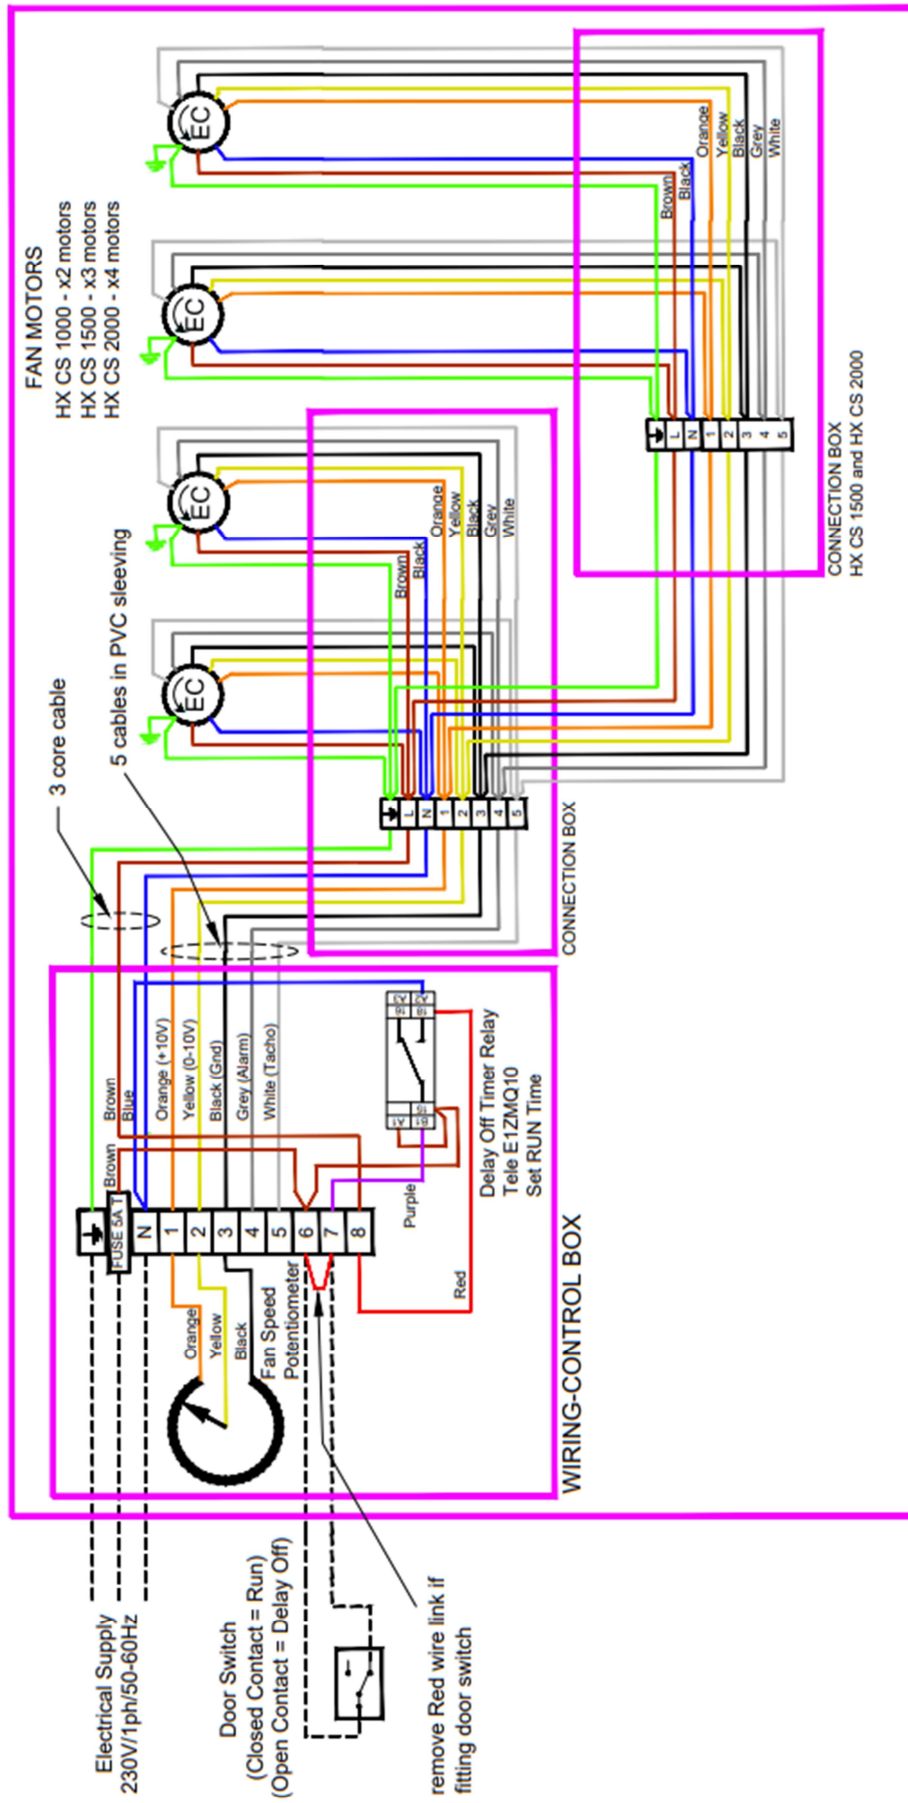 FAN MOTORS
HX CS 1000 - x2 motors
HX CS 1500 - x3 motors
HX CS 2000 - x4 motors
EC
EC
EC
EC
3 core cable
5 cables in PVC sleeving
Brown
Black
Orange
Yellow
Black
Grey
White
Brown
Black
Orange
Yellow
Black
Grey
White
L
N
1
2
3
4
5
L
N
1
2
3
4
5
CONNECTION BOX
CONNECTION BOX
HX CS 1500 and HX CS 2000
Electrical Supply
230V/1ph/50-60Hz
FUSE 5A T
N
1
2
3
4
5
6
7
8
Brown
Brown
Blue
Orange (+10V)
Yellow (0-10V)
Black (Gnd)
Grey (Alarm)
White (Tacho)
Orange
Yellow
Black
Fan Speed
Potentiometer
Purple
Red
A1
B1
15
16
18
A2
Delay Off Timer Relay
Tele E1ZMQ10
Set RUN Time
WIRING-CONTROL BOX
Door Switch
(Closed Contact = Run)
(Open Contact = Delay Off)
remove Red wire link if
fitting door switch